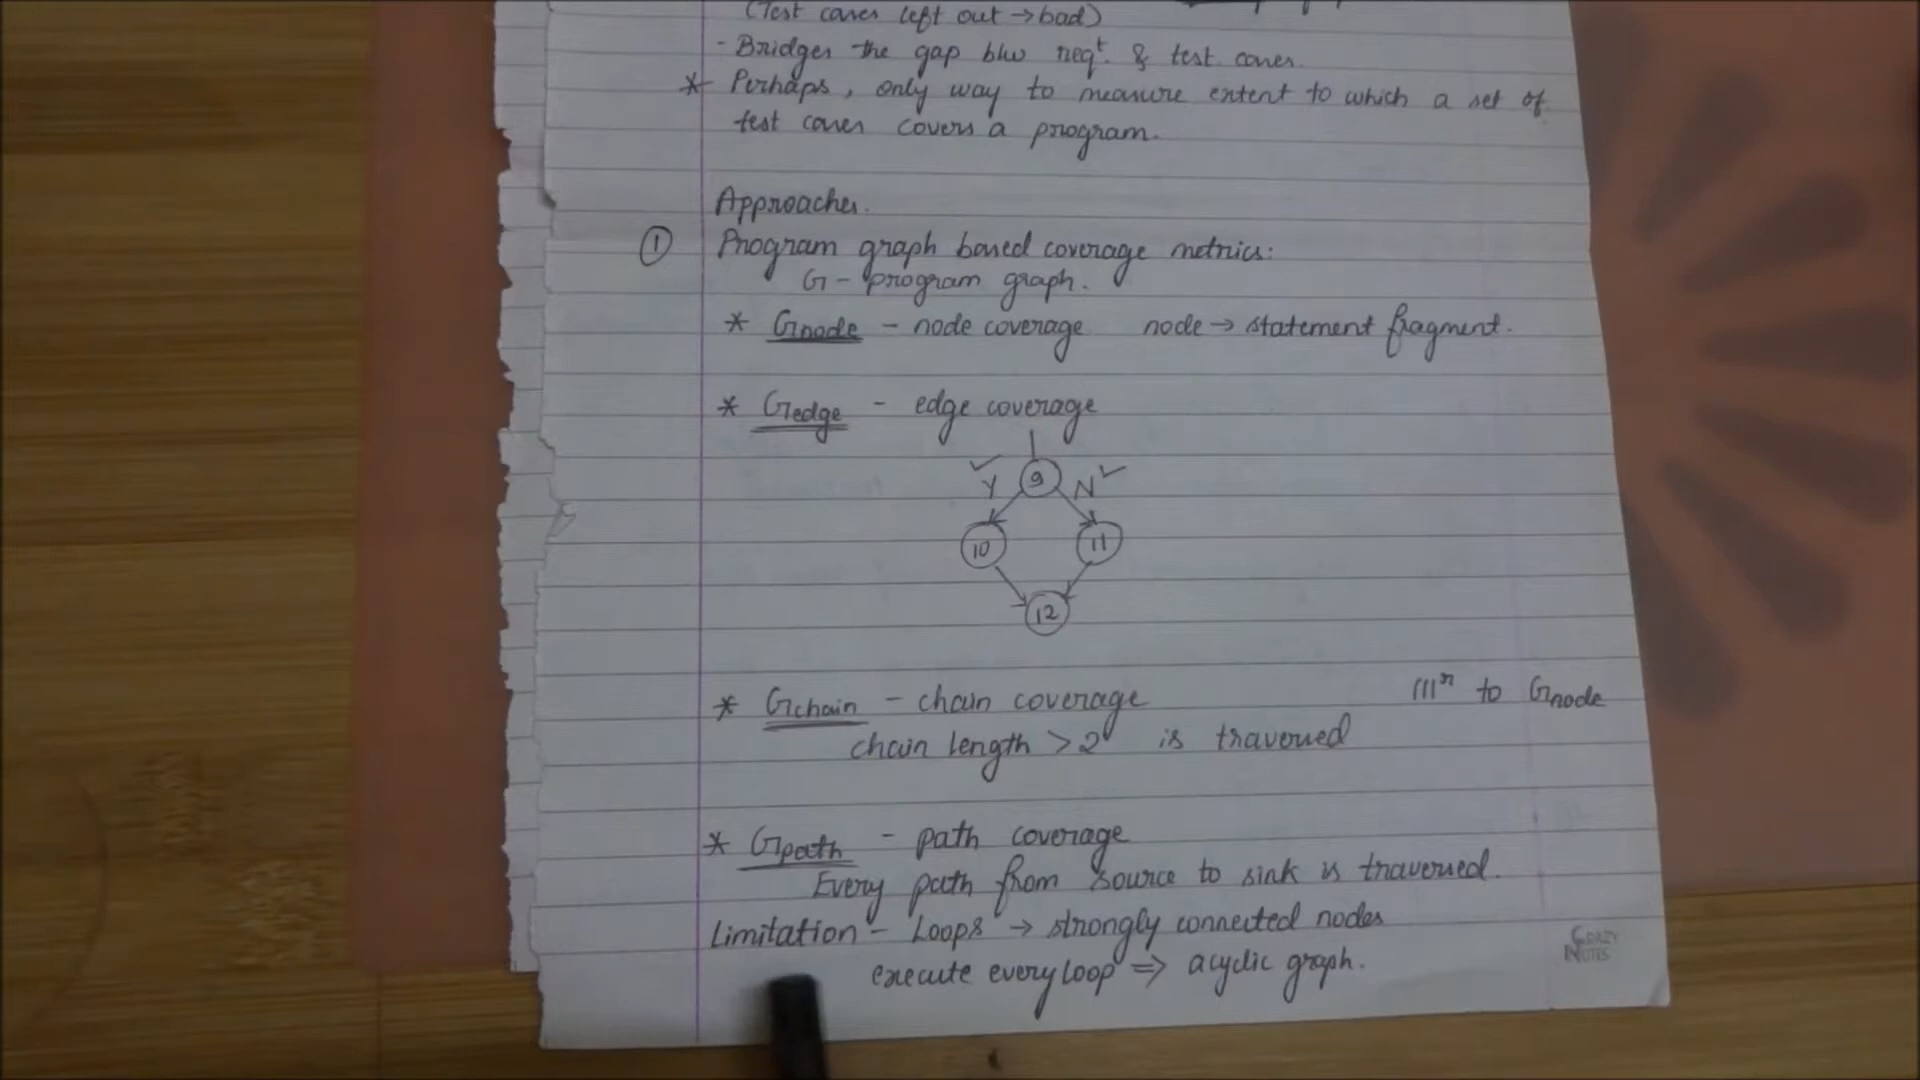 (Test cases left out → bad)
- Bridges the gap b/w reqt. & test cases.
* Perhaps, only way to measure extent to which a set of
test cases covers a program.
Approaches.
① Program graph based coverage metrics:
G - program graph.
* Gnode - node coverage node → statement fragment.
* Gedge - edge coverage
Y 9 N
10 11
12
* Gchain - chain coverage |||r to Gnode
chain length > 2 is traversed
* Gpath - path coverage
Every path from source to sink is traversed.
Limitation - Loops → strongly connected nodes
execute every loop ⇒ acyclic graph.
CRAZY
NOTES